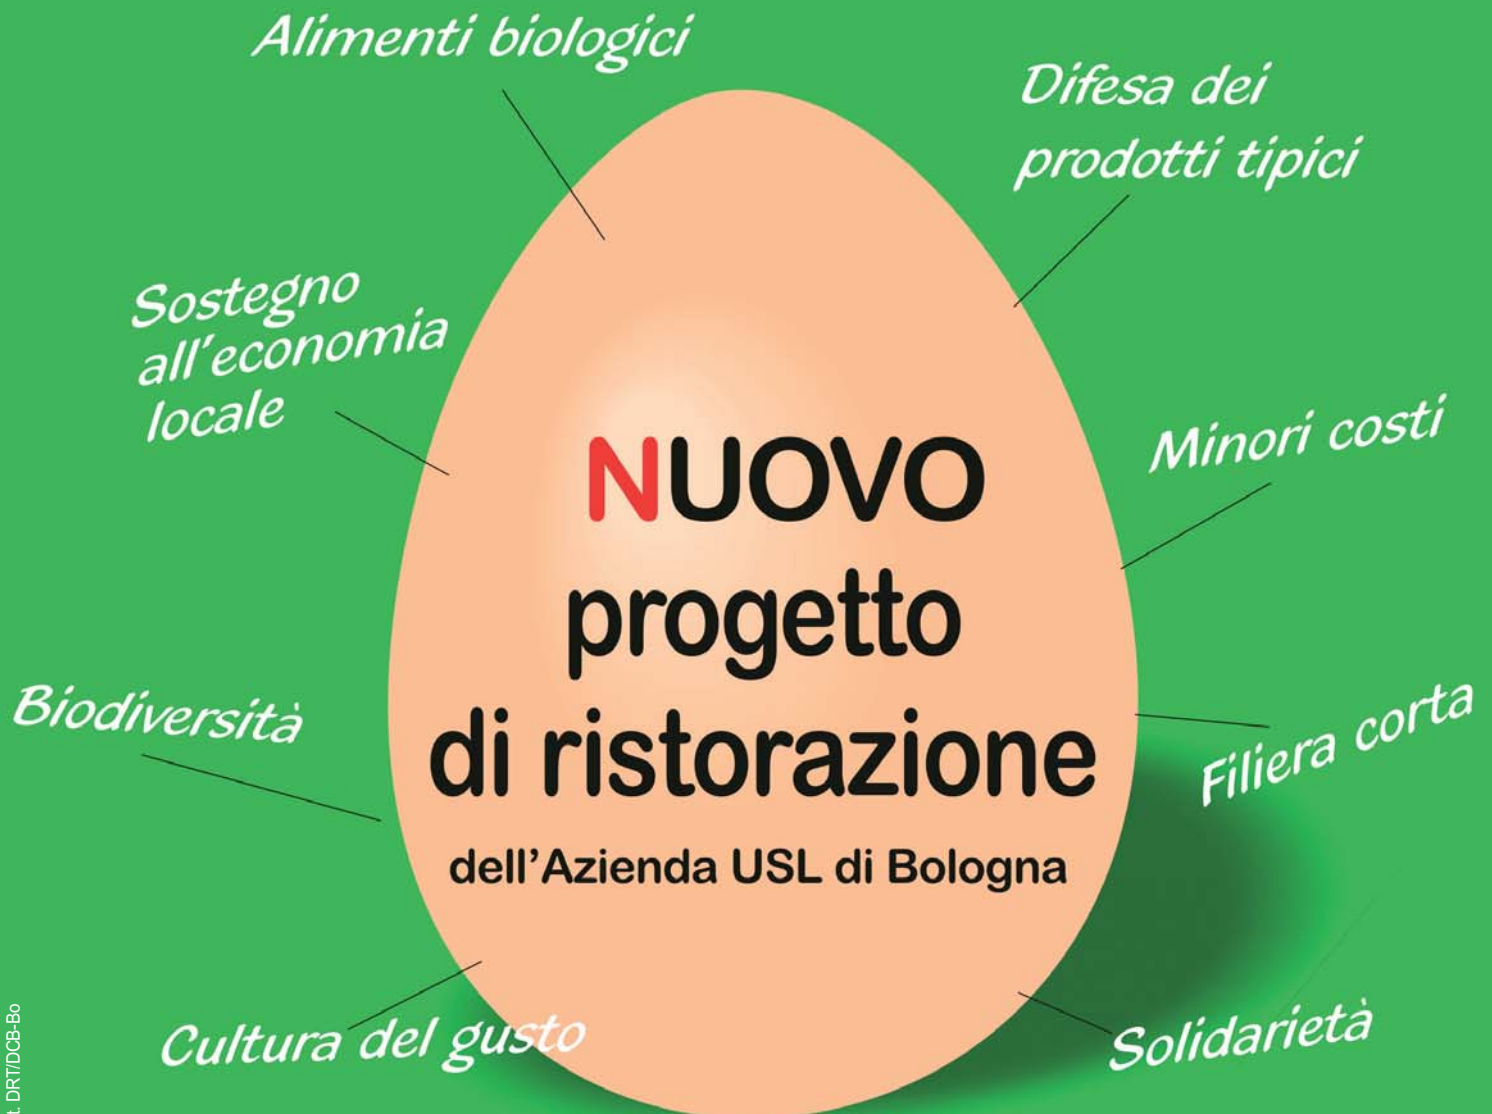 Alimenti biologici
Difesa dei
prodotti tipici
Sostegno
all'economia
locale
Minori costi
NUOVO
progetto
di ristorazione
dell'Azienda USL di Bologna
Biodiversità
Filiera corta
Cultura del gusto
Solidarietà
DRT/DCB-Bo